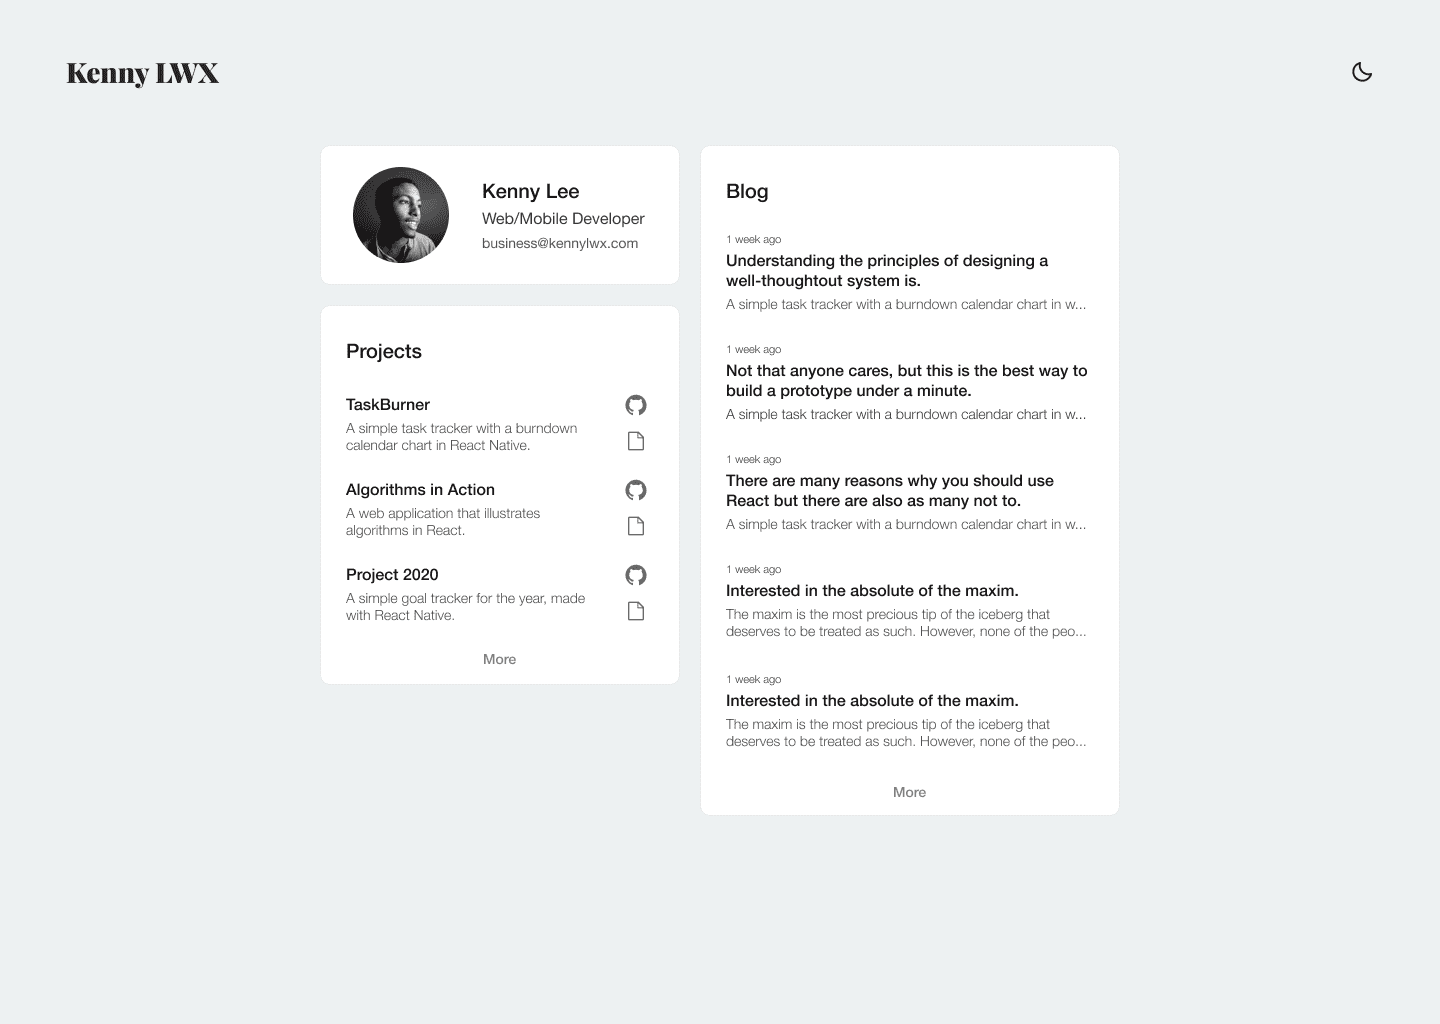 Kenny LWX
Kenny Lee
Web/Mobile Developer
business@kennylwx.com
Projects
TaskBurner
A simple task tracker with a burndown
calendar chart in React Native.
Algorithms in Action
A web application that illustrates
algorithms in React.
Project 2020
A simple goal tracker for the year, made
with React Native.
More
Blog
1 week ago
Understanding the principles of designing a
well-thoughtout system is.
A simple task tracker with a burndown calendar chart in w...
1 week ago
Not that anyone cares, but this is the best way to
build a prototype under a minute.
A simple task tracker with a burndown calendar chart in w...
1 week ago
There are many reasons why you should use
React but there are also as many not to.
A simple task tracker with a burndown calendar chart in w...
1 week ago
Interested in the absolute of the maxim.
The maxim is the most precious tip of the iceberg that
deserves to be treated as such. However, none of the peo...
1 week ago
Interested in the absolute of the maxim.
The maxim is the most precious tip of the iceberg that
deserves to be treated as such. However, none of the peo...
More